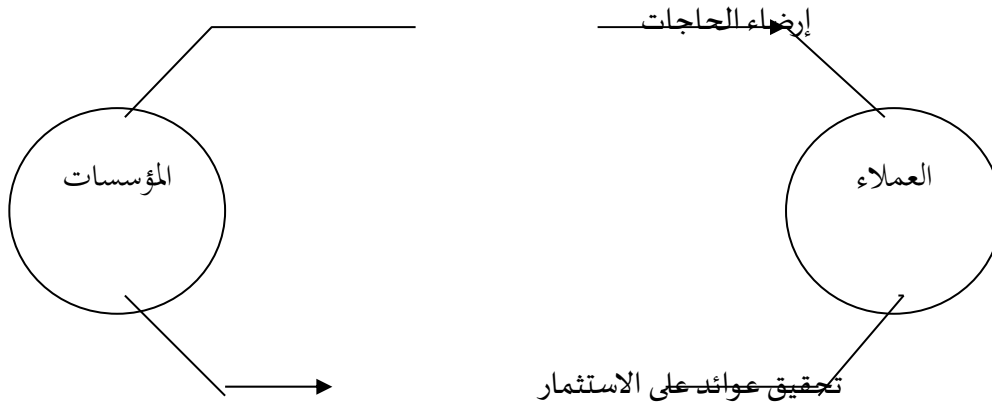 إرضاء الحاجات
العملاء
المؤسسات
تحقيق عوائد على الاستثمار